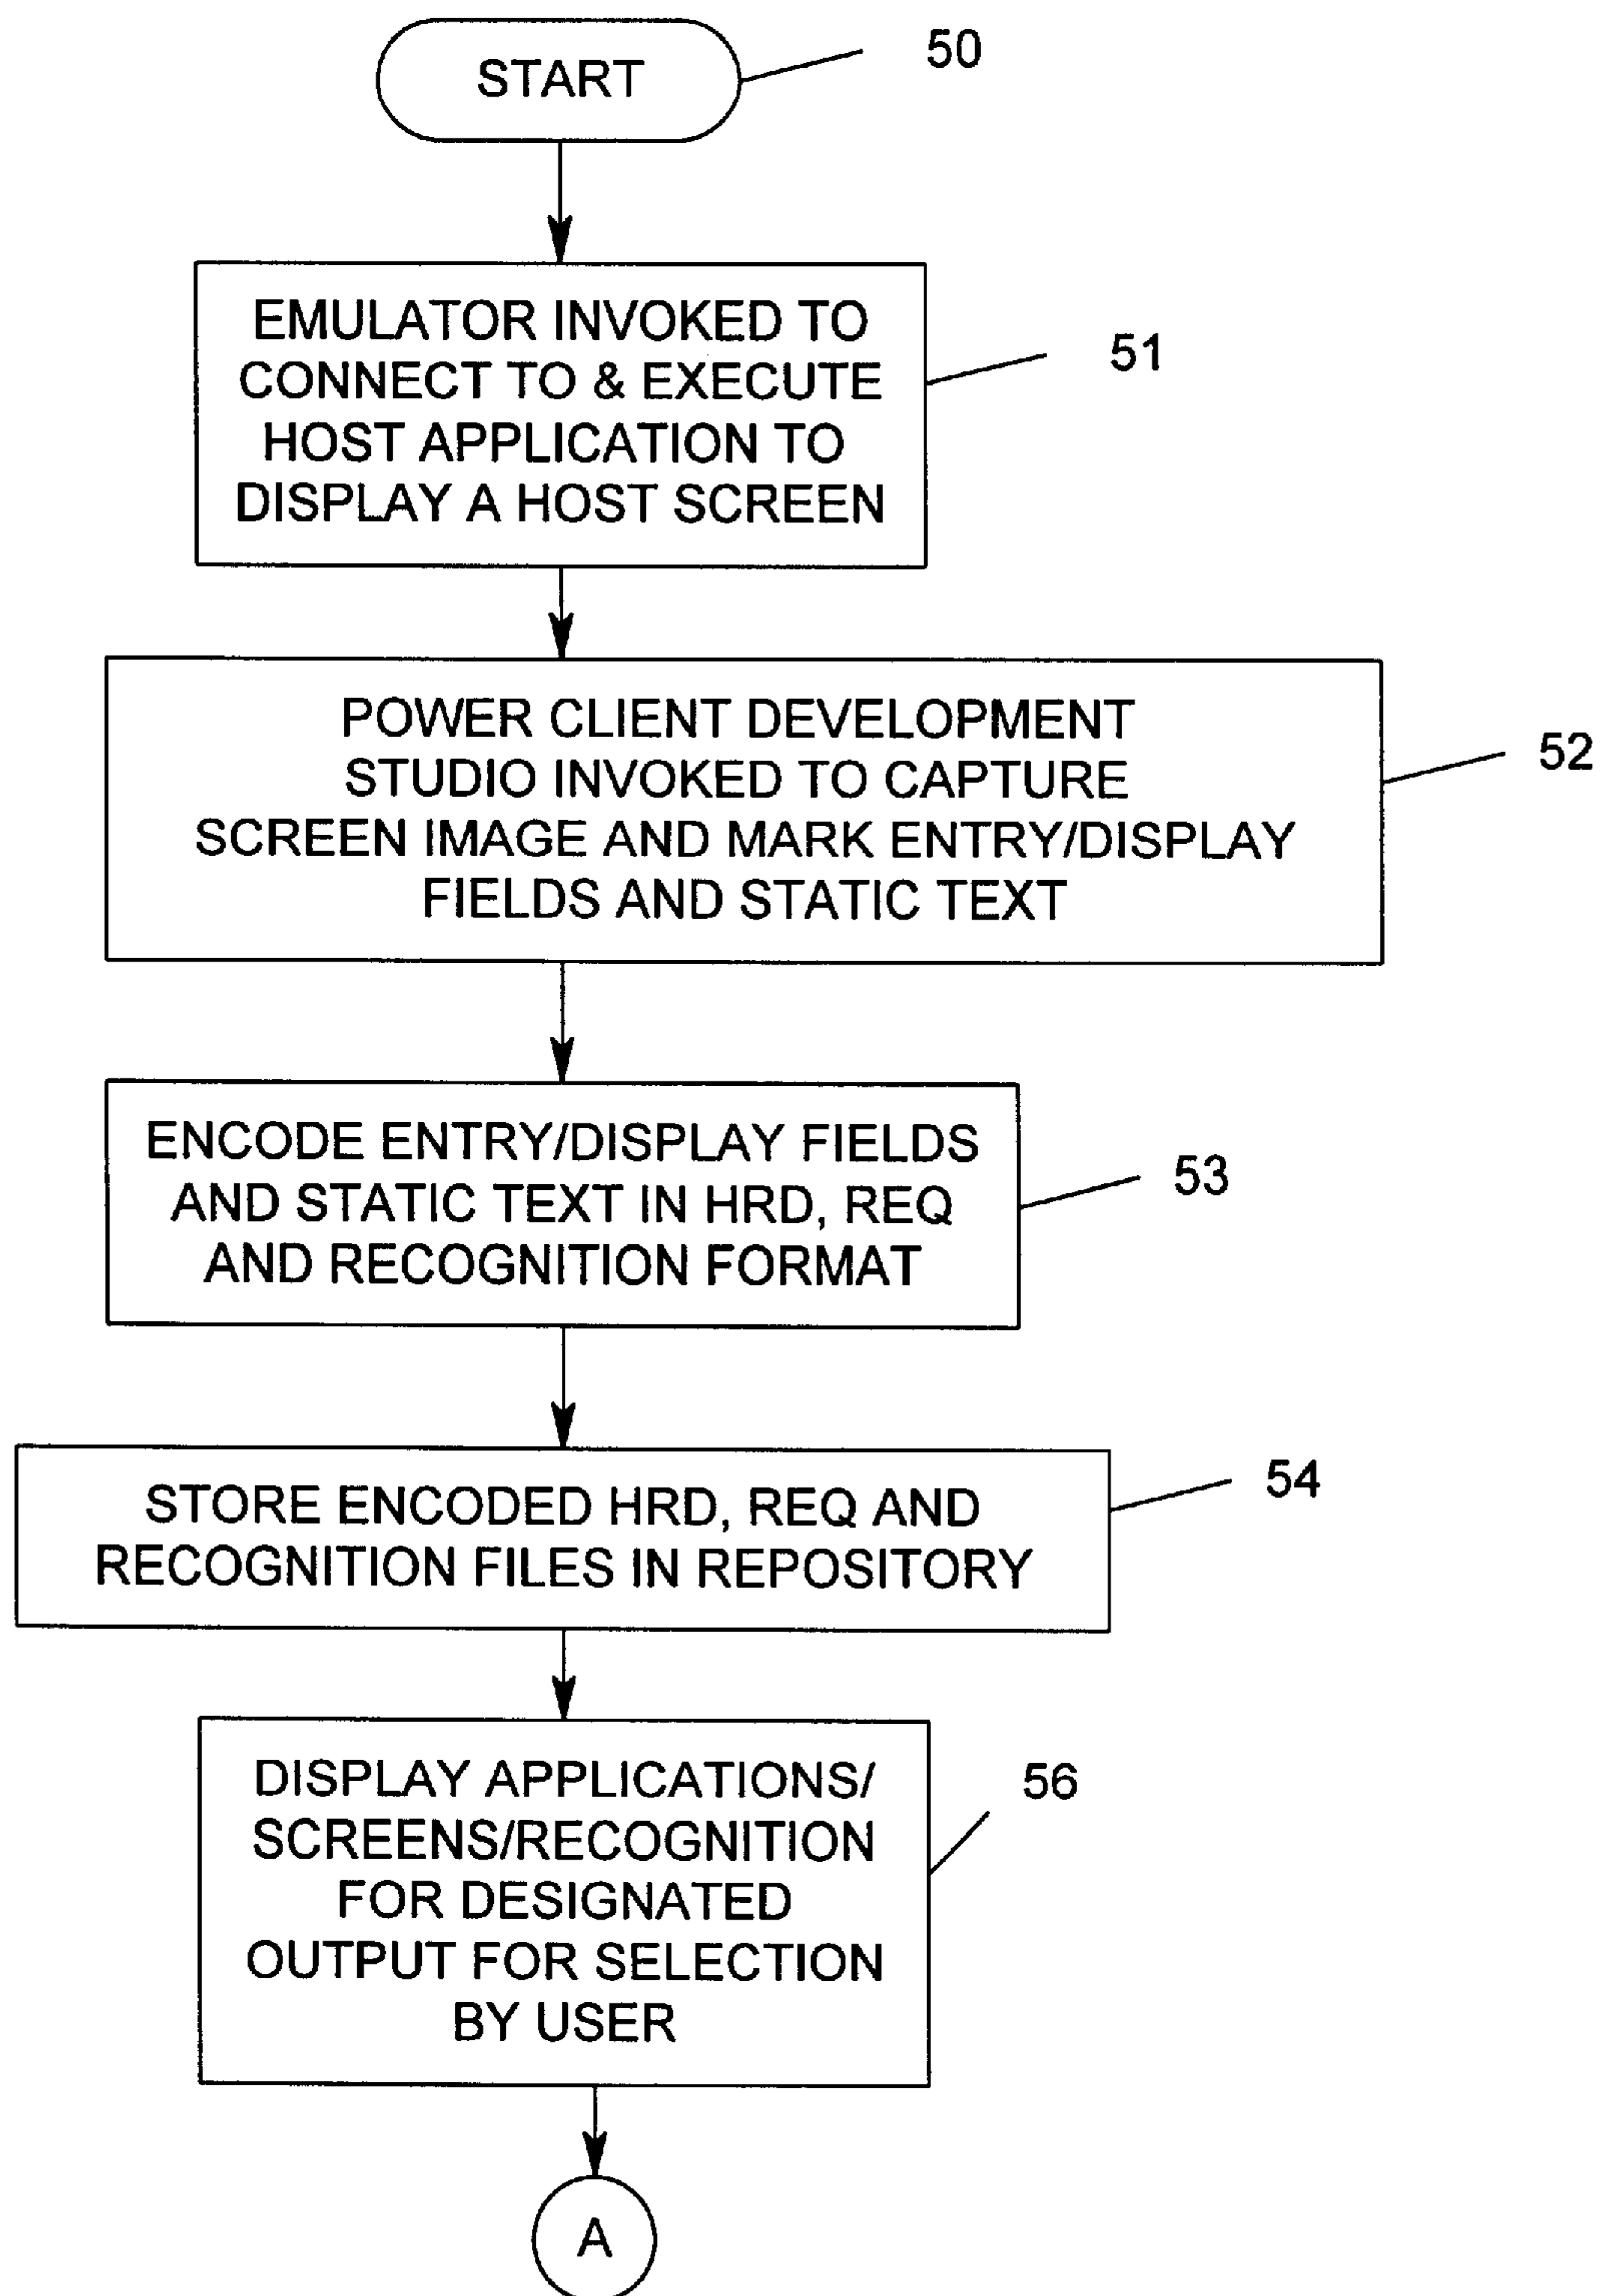 START
50
EMULATOR INVOKED TO
CONNECT TO & EXECUTE
HOST APPLICATION TO
DISPLAY A HOST SCREEN
51
POWER CLIENT DEVELOPMENT
STUDIO INVOKED TO CAPTURE
SCREEN IMAGE AND MARK ENTRY/DISPLAY
FIELDS AND STATIC TEXT
52
ENCODE ENTRY/DISPLAY FIELDS
AND STATIC TEXT IN HRD, REQ
AND RECOGNITION FORMAT
53
STORE ENCODED HRD, REQ AND
RECOGNITION FILES IN REPOSITORY
54
DISPLAY APPLICATIONS/
SCREENS/RECOGNITION
FOR DESIGNATED
OUTPUT FOR SELECTION
BY USER
56
A